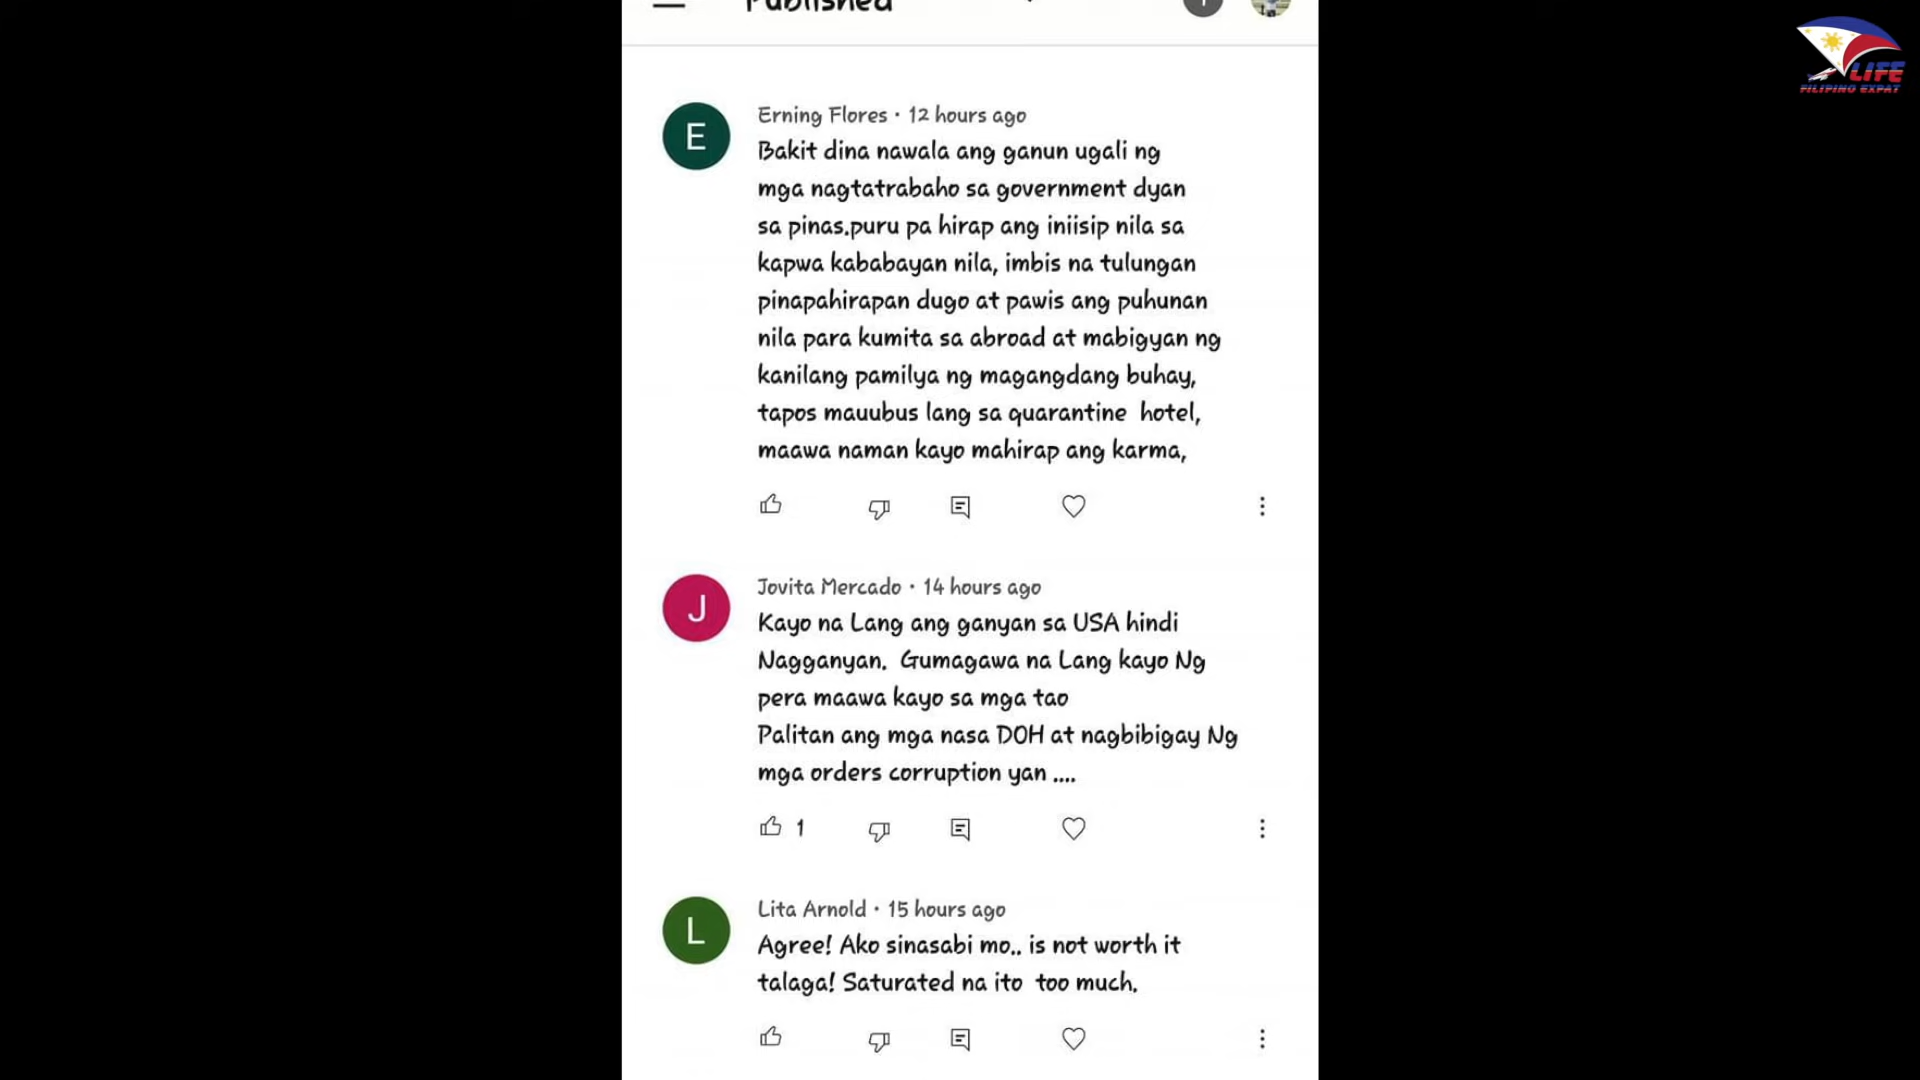 Published
LIFE
FILIPINO EXPAT
E
Erning Flores • 12 hours ago
Bakit dina nawala ang ganun ugali ng
mga nagtatrabaho sa government dyan
sa pinas.puru pa hirap ang iniisip nila sa
kapwa kababayan nila, imbis na tulungan
pinapahirapan dugo at pawis ang puhunan
nila para kumita sa abroad at mabigyan ng
kanilang pamilya ng magangdang buhay,
tapos mauubus lang sa quarantine hotel,
maawa naman kayo mahirap ang karma,
J
Jovita Mercado • 14 hours ago
Kayo na Lang ang ganyan sa USA hindi
Nagganyan. Gumagawa na Lang kayo Ng
pera maawa kayo sa mga tao
Palitan ang mga nasa DOH at nagbibigay Ng
mga orders corruption yan ....
1
L
Lita Arnold • 15 hours ago
Agree! Ako sinasabi mo.. is not worth it
talaga! Saturated na ito too much.